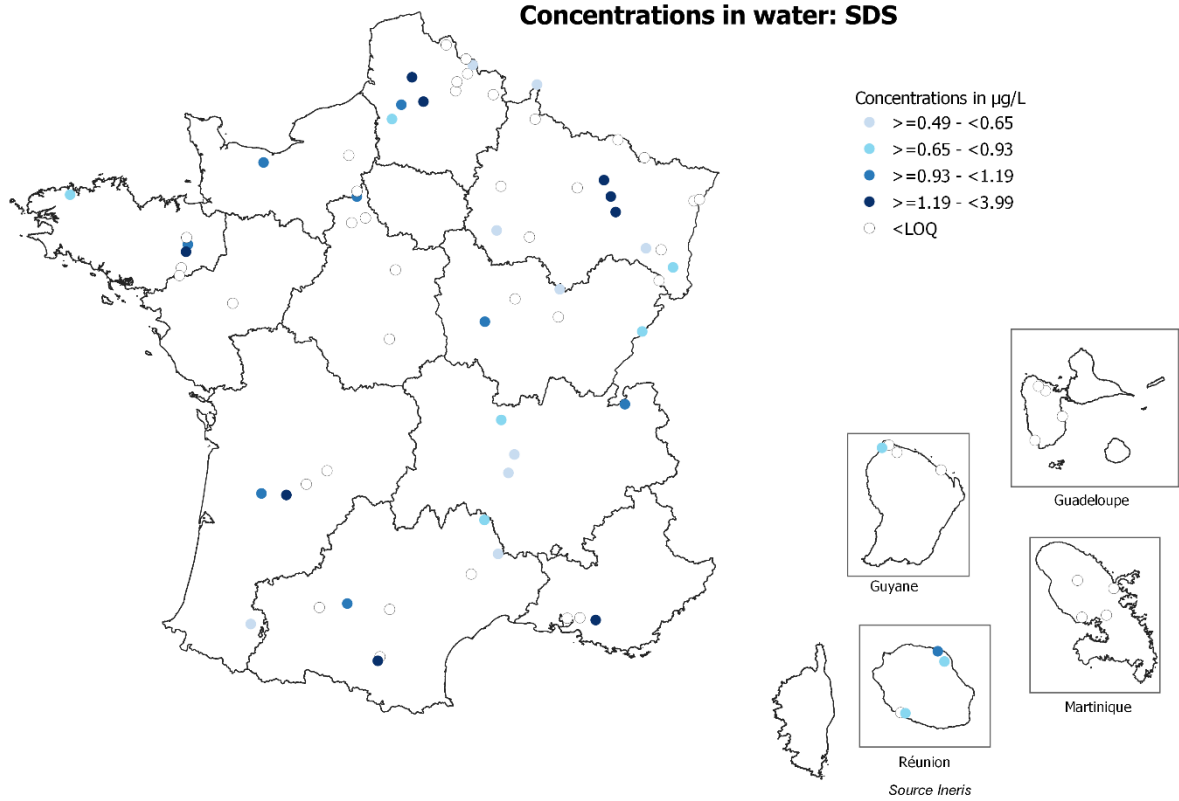 Concentrations in water: SDS
Concentrations in µg/L
>=0.49 - <0.65
>=0.65 - <0.93
>=0.93 - <1.19
>=1.19 - <3.99
<LOQ
Guadeloupe
Guyane
Martinique
Réunion
Source Ineris